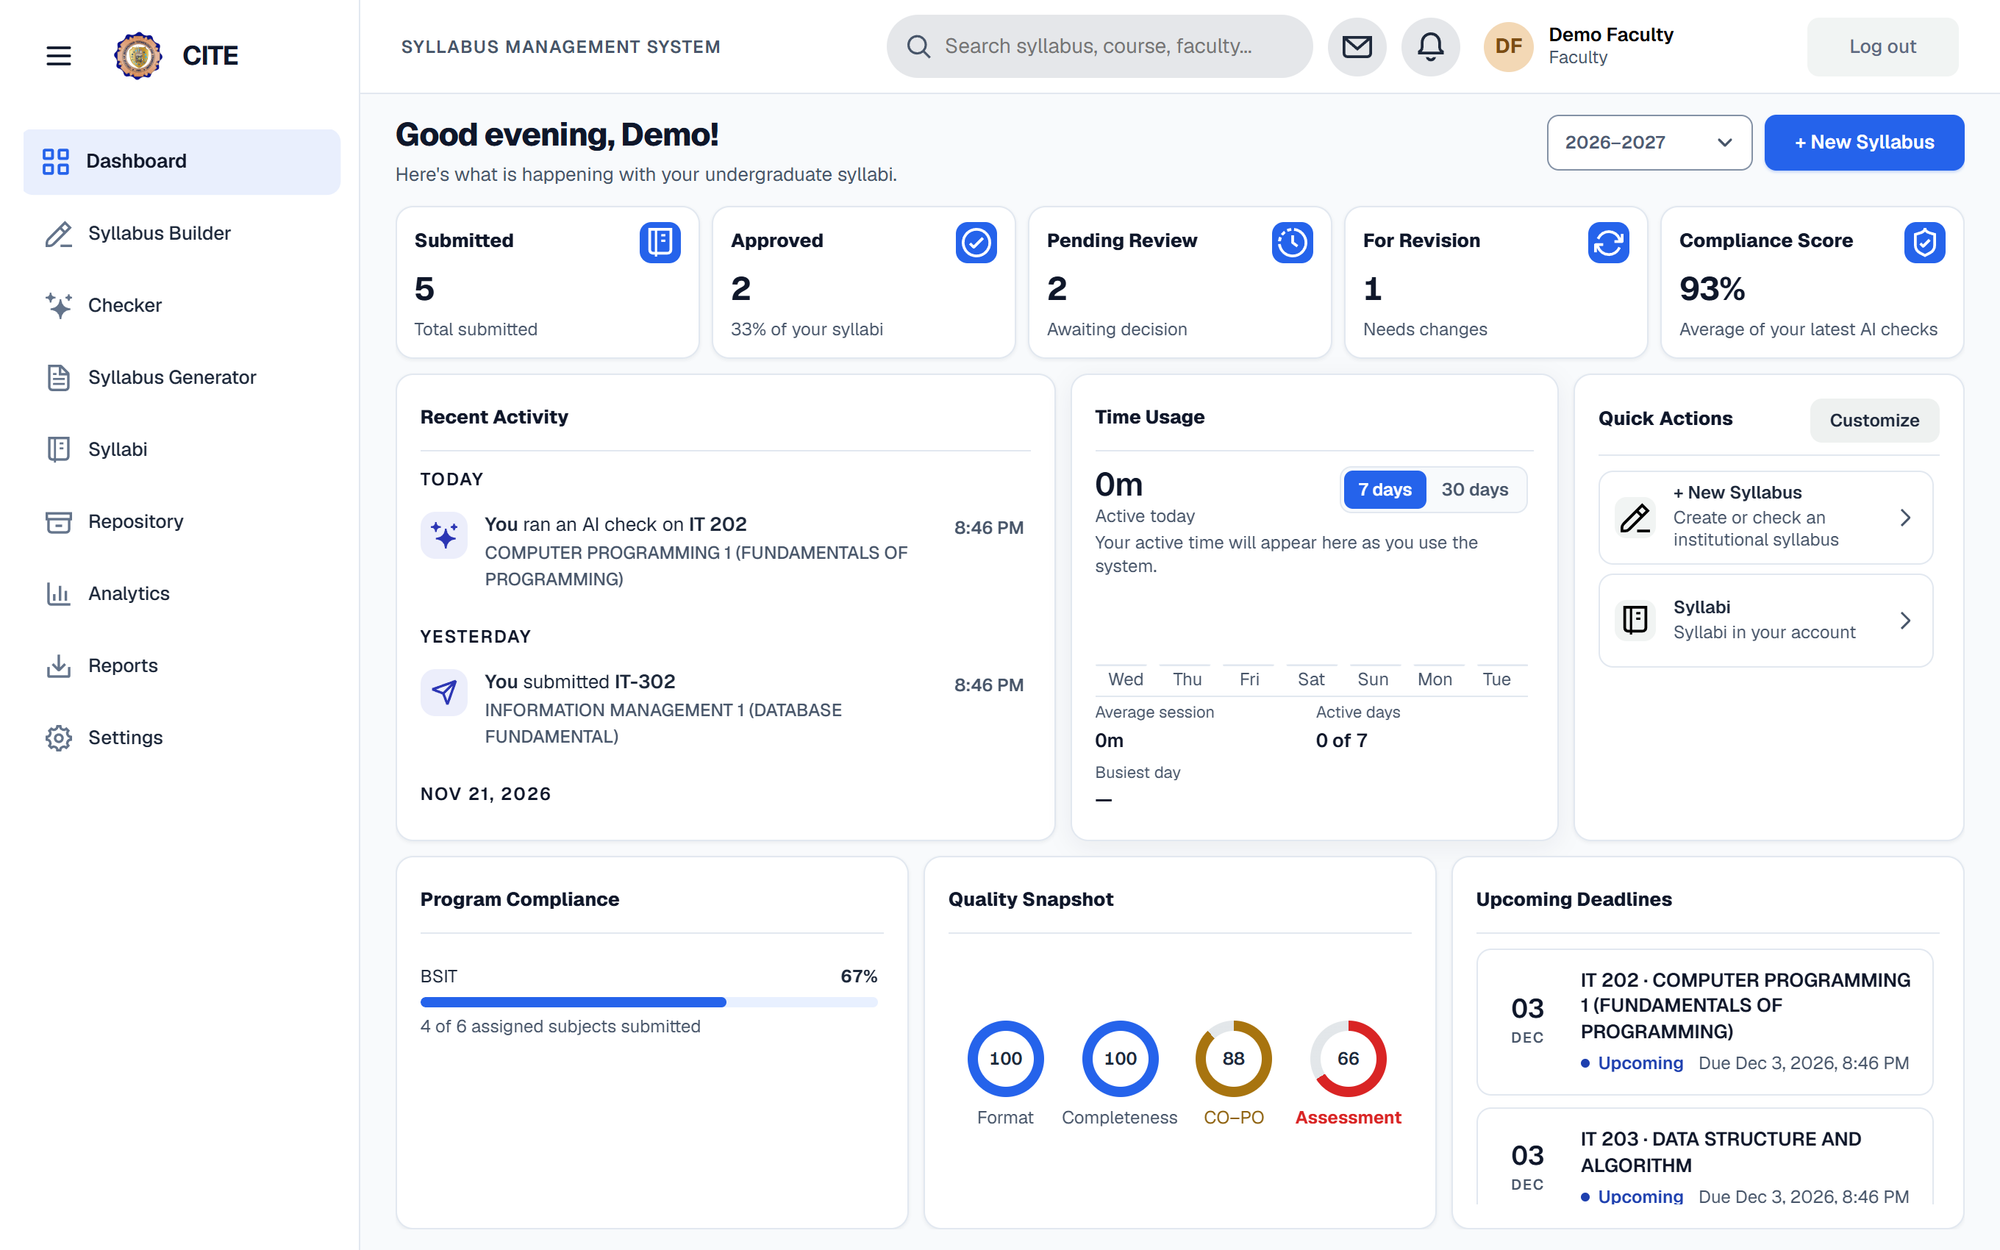 CITE
SYLLABUS MANAGEMENT SYSTEM
Search syllabus, course, faculty...
DF
Demo Faculty
Faculty
Log out
Dashboard
Syllabus Builder
Checker
Syllabus Generator
Syllabi
Repository
Analytics
Reports
Settings
Good evening, Demo!
Here's what is happening with your undergraduate syllabi.
2026–2027
+ New Syllabus
Submitted
5
Total submitted
Approved
2
33% of your syllabi
Pending Review
2
Awaiting decision
For Revision
1
Needs changes
Compliance Score
93%
Average of your latest AI checks
Recent Activity
TODAY
You ran an AI check on IT 202
8:46 PM
COMPUTER PROGRAMMING 1 (FUNDAMENTALS OF
PROGRAMMING)
YESTERDAY
You submitted IT-302
8:46 PM
INFORMATION MANAGEMENT 1 (DATABASE
FUNDAMENTAL)
NOV 21, 2026
Time Usage
0m
7 days
30 days
Active today
Your active time will appear here as you use the
system.
Wed Thu Fri Sat Sun Mon Tue
Average session
0m
Active days
0 of 7
Busiest day
—
Quick Actions
Customize
+ New Syllabus
Create or check an
institutional syllabus
Syllabi
Syllabi in your account
Program Compliance
BSIT
67%
4 of 6 assigned subjects submitted
Quality Snapshot
100
Format
100
Completeness
88
CO–PO
66
Assessment
Upcoming Deadlines
03
DEC
IT 202 · COMPUTER PROGRAMMING
1 (FUNDAMENTALS OF
PROGRAMMING)
Upcoming Due Dec 3, 2026, 8:46 PM
03
DEC
IT 203 · DATA STRUCTURE AND
ALGORITHM
Upcoming Due Dec 3, 2026, 8:46 PM